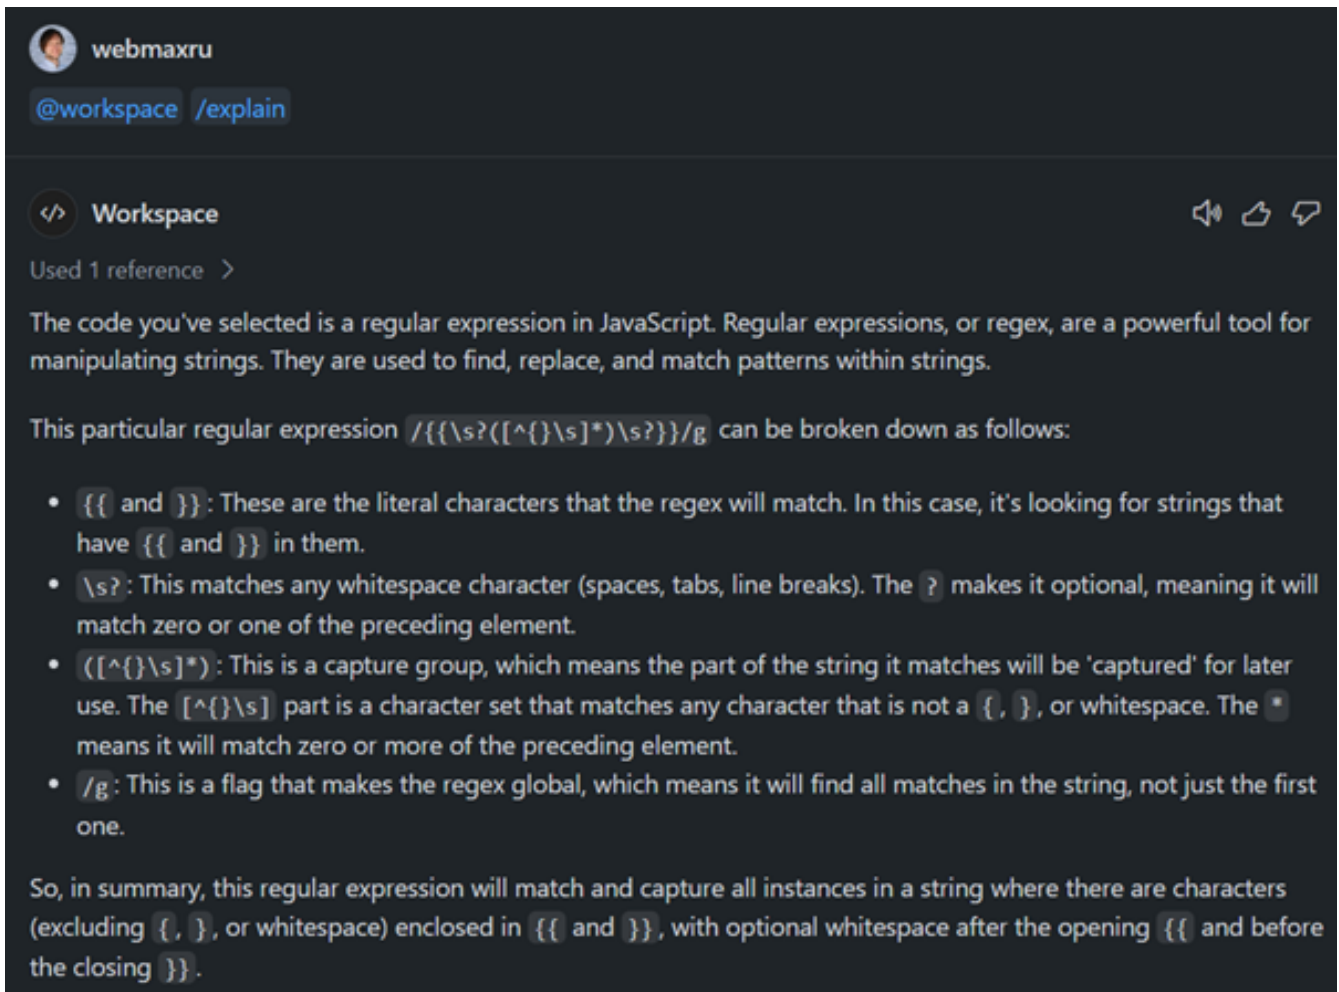 webmaxru
@workspace /explain
</> Workspace
Used 1 reference >
The code you've selected is a regular expression in JavaScript. Regular expressions, or regex, are a powerful tool for
manipulating strings. They are used to find, replace, and match patterns within strings.
This particular regular expression /{{\s?([^{}\s]*)\s?}}/g can be broken down as follows:
• {{ and }}: These are the literal characters that the regex will match. In this case, it's looking for strings that
have {{ and }} in them.
• \s?: This matches any whitespace character (spaces, tabs, line breaks). The ? makes it optional, meaning it will
match zero or one of the preceding element.
• ([^{}\s]*): This is a capture group, which means the part of the string it matches will be 'captured' for later
use. The [^{}\s] part is a character set that matches any character that is not a {, }, or whitespace. The *
means it will match zero or more of the preceding element.
• /g: This is a flag that makes the regex global, which means it will find all matches in the string, not just the first
one.
So, in summary, this regular expression will match and capture all instances in a string where there are characters
(excluding {, }, or whitespace) enclosed in {{ and }}, with optional whitespace after the opening {{ and before
the closing }}.